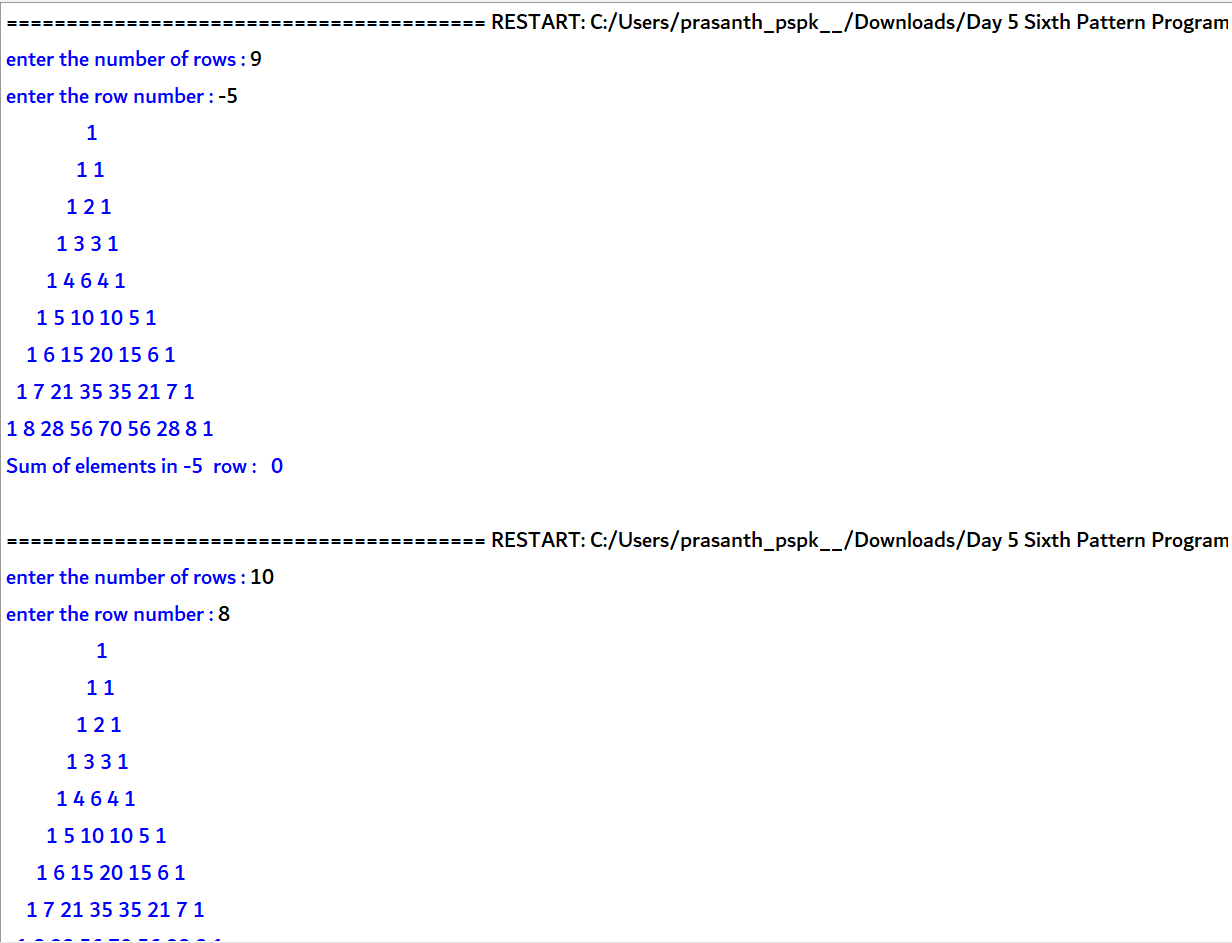 ======================================== RESTART: C:/Users/prasanth_pspk__/Downloads/Day 5 Sixth Pattern Program
enter the number of rows : 9
enter the row number : -5
1
1 1
1 2 1
1 3 3 1
1 4 6 4 1
1 5 10 10 5 1
1 6 15 20 15 6 1
1 7 21 35 35 21 7 1
1 8 28 56 70 56 28 8 1
Sum of elements in -5 row : 0
======================================== RESTART: C:/Users/prasanth_pspk__/Downloads/Day 5 Sixth Pattern Program
enter the number of rows : 10
enter the row number : 8
1
1 1
1 2 1
1 3 3 1
1 4 6 4 1
1 5 10 10 5 1
1 6 15 20 15 6 1
1 7 21 35 35 21 7 1